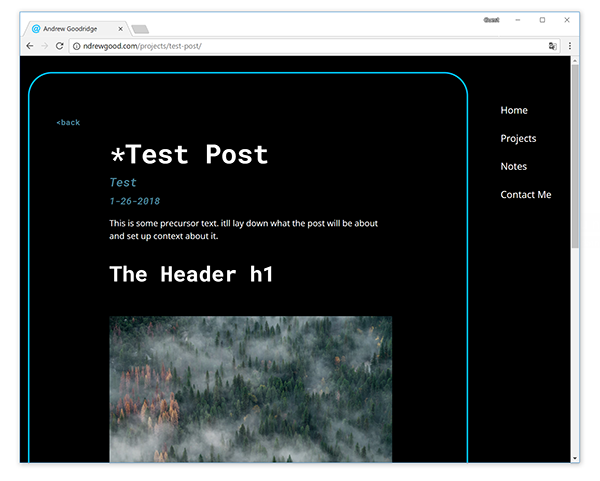 Guest
Andrew Goodridge
ndrewgood.com/projects/test-post/
<back
*Test Post
Test
1-26-2018
This is some precursor text. itll lay down what the post will be about
and set up context about it.
The Header h1
Home
Projects
Notes
Contact Me